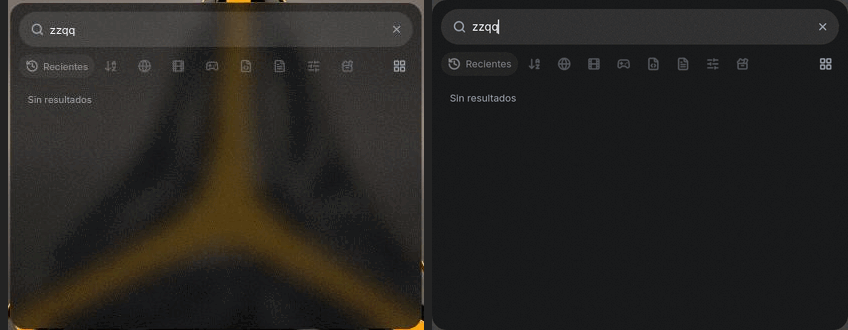 zzqq
Recientes
Sin resultados
zzqq
Recientes
Sin resultados